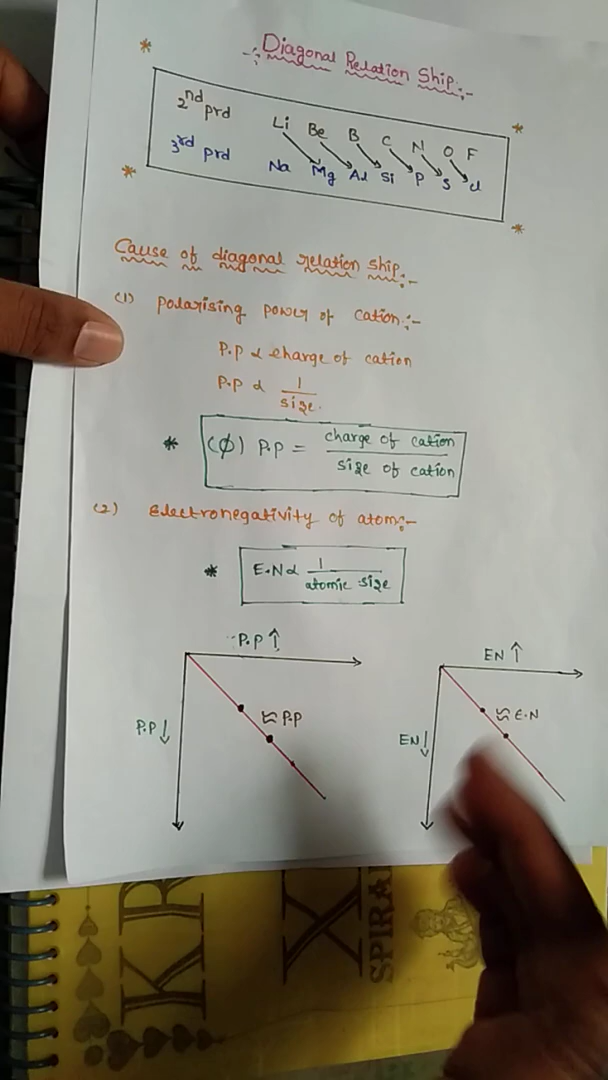 -:- Diagonal Relation Ship:-
2nd prd Li Be B C N O F
3rd prd Na Mg Al Si P S Cl
Cause of diagonal relation ship:-
(1) Polarising power of cation:-
P.P α charge of cation
P.P α 1/size.
* (ϕ) P.P = charge of cation / size of cation
(2) Electronegativity of atom:-
* E.N α 1/atomic size
P.P ↑
EN ↑
P.P ↓
≈ P.P
EN ↓
≈ E.N
KR
X
SPIRAL